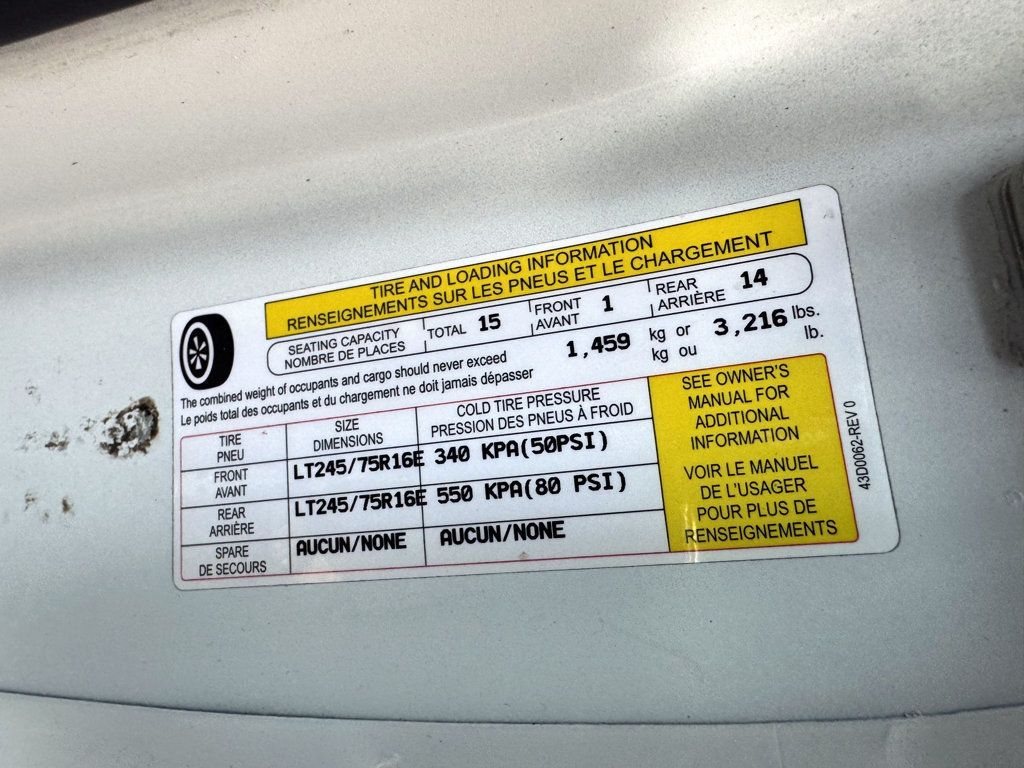 TIRE AND LOADING INFORMATION
RENSEIGNEMENTS SUR LES PNEUS ET LE CHARGEMENT
SEATING CAPACITY
NOMBRE DE PLACES
TOTAL 15
FRONT
AVANT
1
REAR
ARRIÈRE
14
The combined weight of occupants and cargo should never exceed
Le poids total des occupants et du chargement ne doit jamais dépasser
1,459
kg or
kg ou
3,216
lbs.
lb.
TIRE
PNEU
SIZE
DIMENSIONS
COLD TIRE PRESSURE
PRESSION DES PNEUS À FROID
FRONT
AVANT
LT245/75R16E
340 KPA(50PSI)
REAR
ARRIÈRE
LT245/75R16E
550 KPA(80 PSI)
SPARE
DE SECOURS
AUCUN/NONE
AUCUN/NONE
SEE OWNER'S
MANUAL FOR
ADDITIONAL
INFORMATION
VOIR LE MANUEL
DE L'USAGER
POUR PLUS DE
RENSEIGNEMENTS
43D0062-REV 0